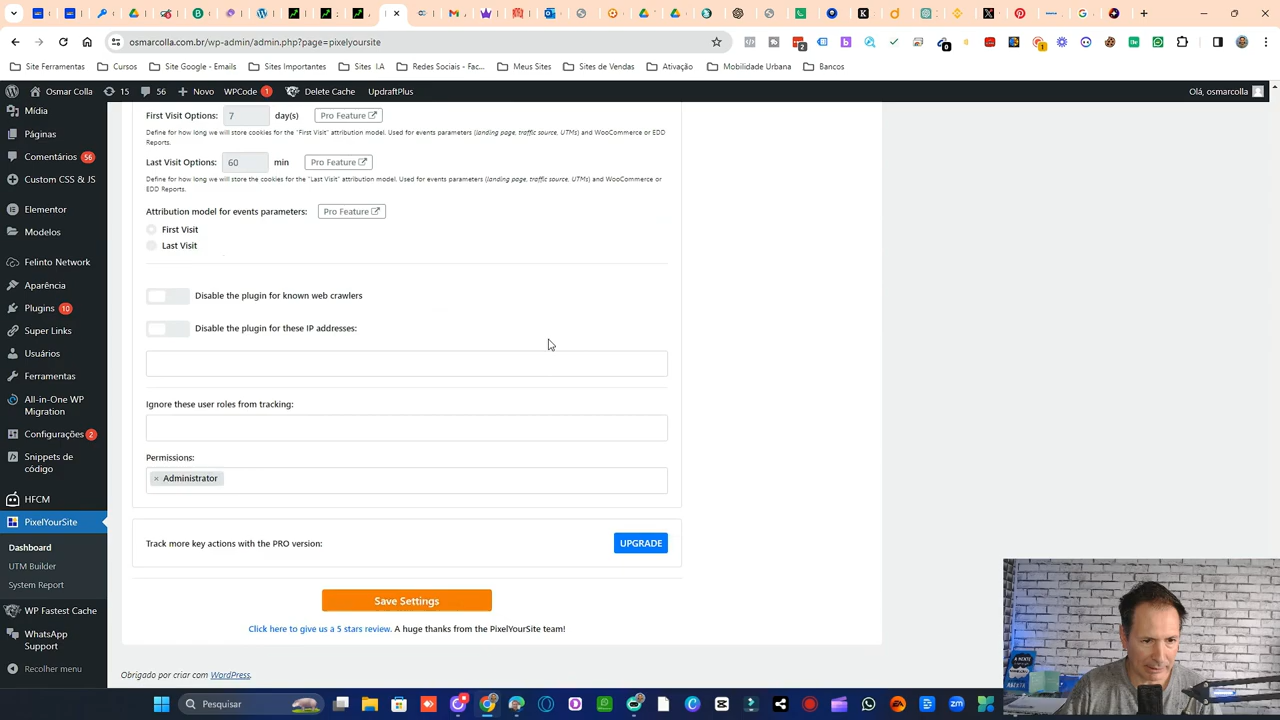 osmarcolla.com.br/wp-admin/admin.php?page=pixelyoursite
Site Ferramentas
Cursos
Site Google - Emails
Sites Importantes
Sites I.A
Redes Sociais - Fac...
Meus Sites
Sites de Vendas
Ativação
Mobilidade Urbana
Bancos
Osmar Colla
15
56
Novo
WPCode 1
Delete Cache
UpdraftPlus
Olá, osmarcolla
Mídia
Páginas
Comentários 56
Custom CSS & JS
Elementor
Modelos
Felinto Network
Aparência
Plugins 10
Super Links
Usuários
Ferramentas
All-in-One WP
Migration
Configurações 2
Snippets de
código
HFCM
PixelYourSite
Dashboard
UTM Builder
System Report
WP Fastest Cache
WhatsApp
Support
Recolher menu
First Visit Options: 7 day(s) Pro Feature
Define for how long we will store cookies for the "First Visit" attribution model. Used for events parameters (landing page, traffic source, UTMs) and WooCommerce or EDD
Reports.
Last Visit Options: 60 min Pro Feature
Define for how long we will store the cookies for the "Last Visit" attribution model. Used for events parameters (landing page, traffic source, UTMs) and WooCommerce or
EDD Reports.
Attribution model for events parameters: Pro Feature
First Visit
Last Visit
Disable the plugin for known web crawlers
Disable the plugin for these IP addresses:
Ignore these user roles from tracking:
Permissions:
× Administrator
Track more key actions with the PRO version:
UPGRADE
Save Settings
Click here to give us a 5 stars review. A huge thanks from the PixelYourSite team!
Obrigado por criar com WordPress.
Pesquisar